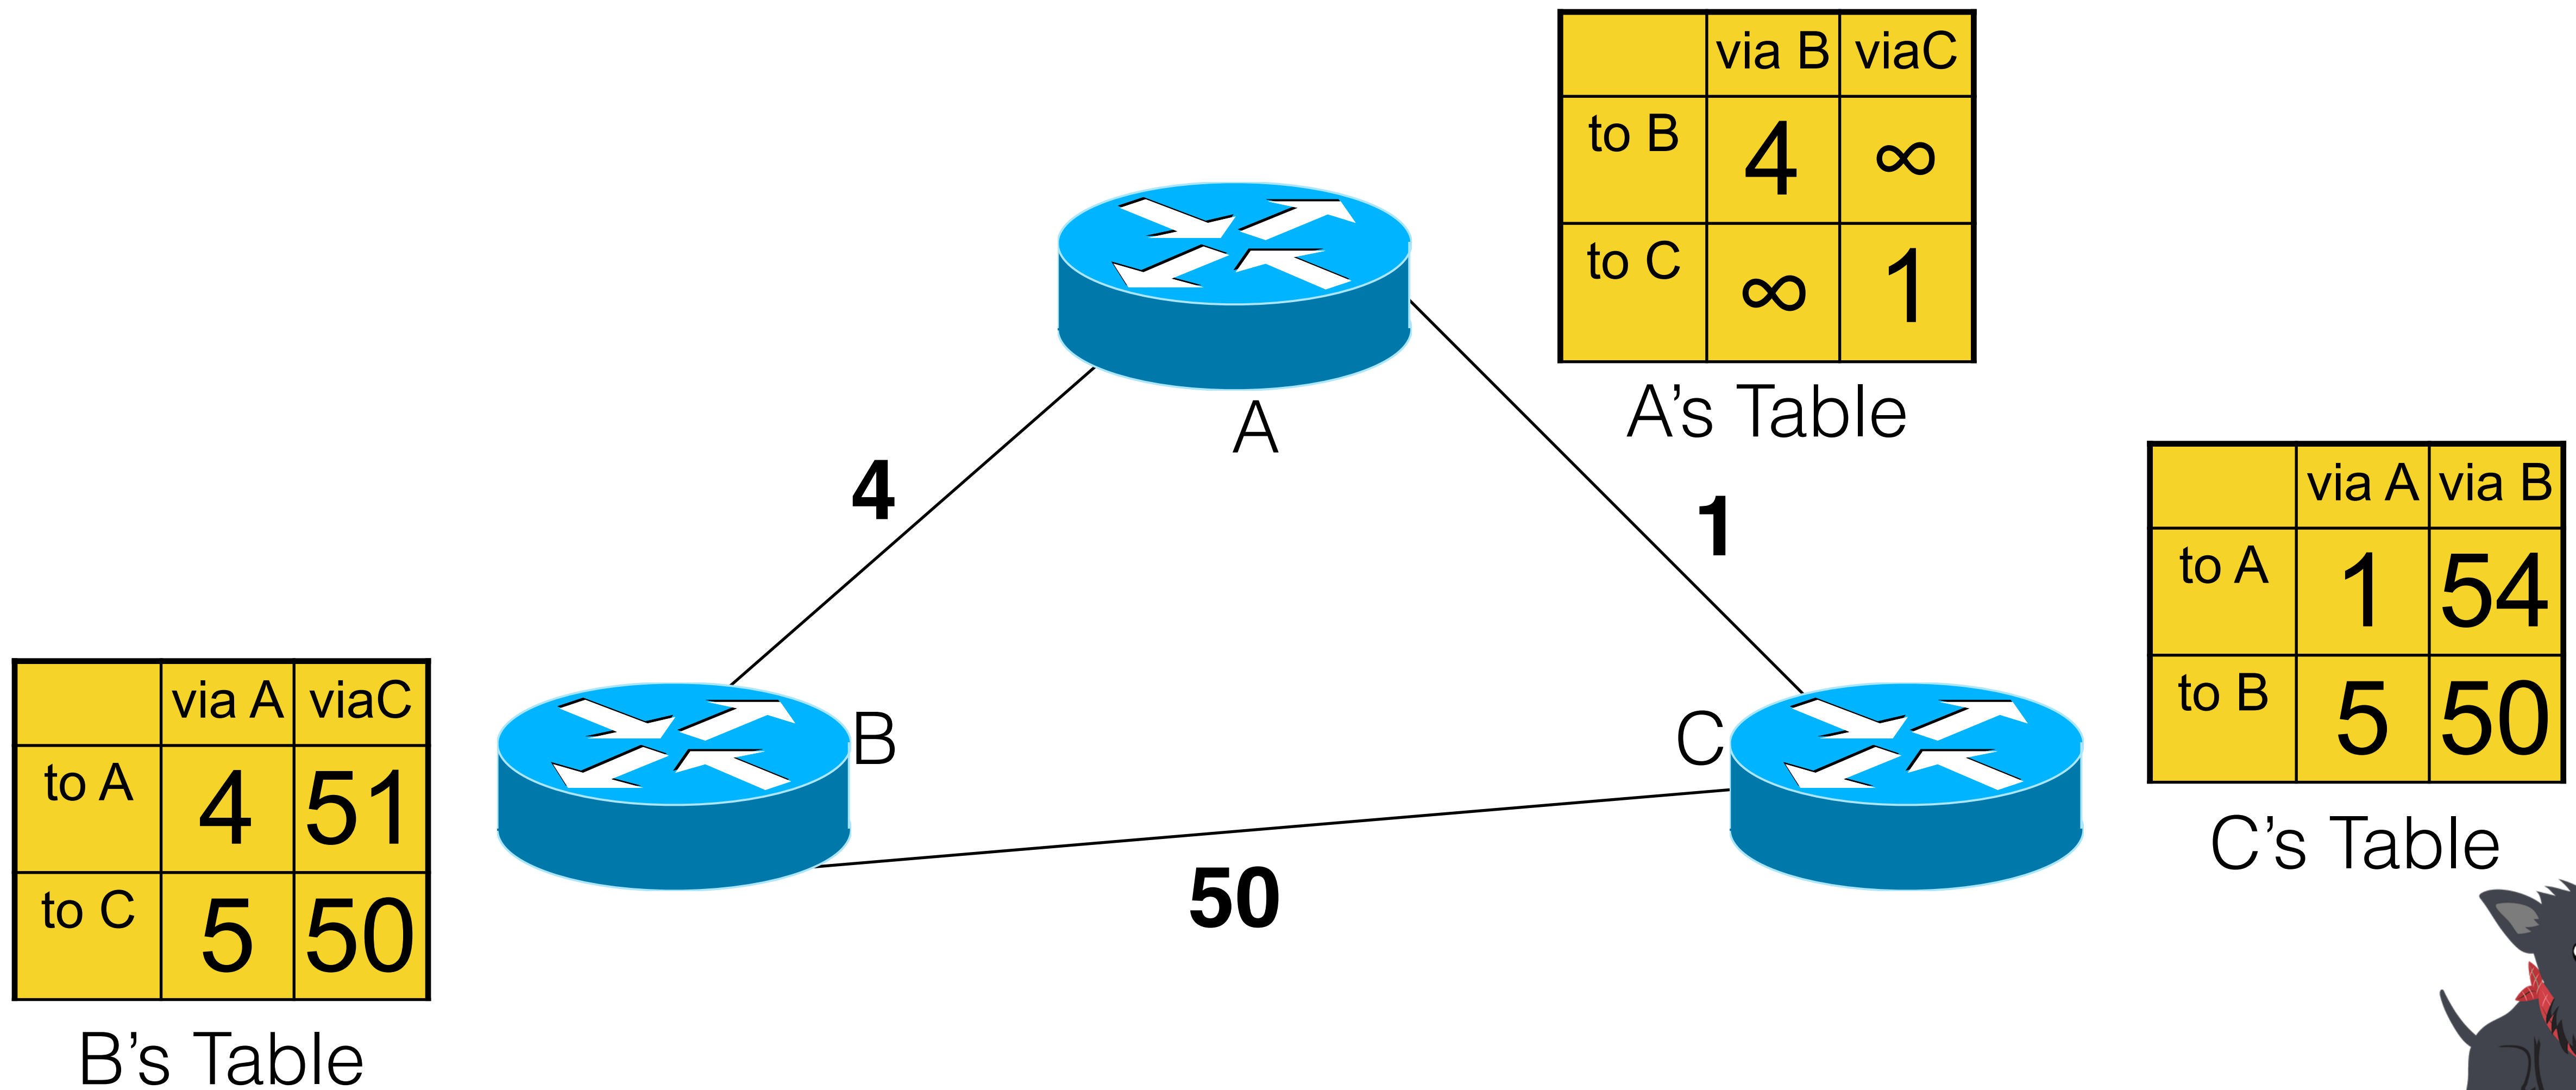 via B viaC
to B 4 ∞
to C ∞ 1
A's Table
A
4
1
via A via B
to A 1 54
to B 5 50
C's Table
via A viaC
to A 4 51
to C 5 50
B's Table
B
C
50